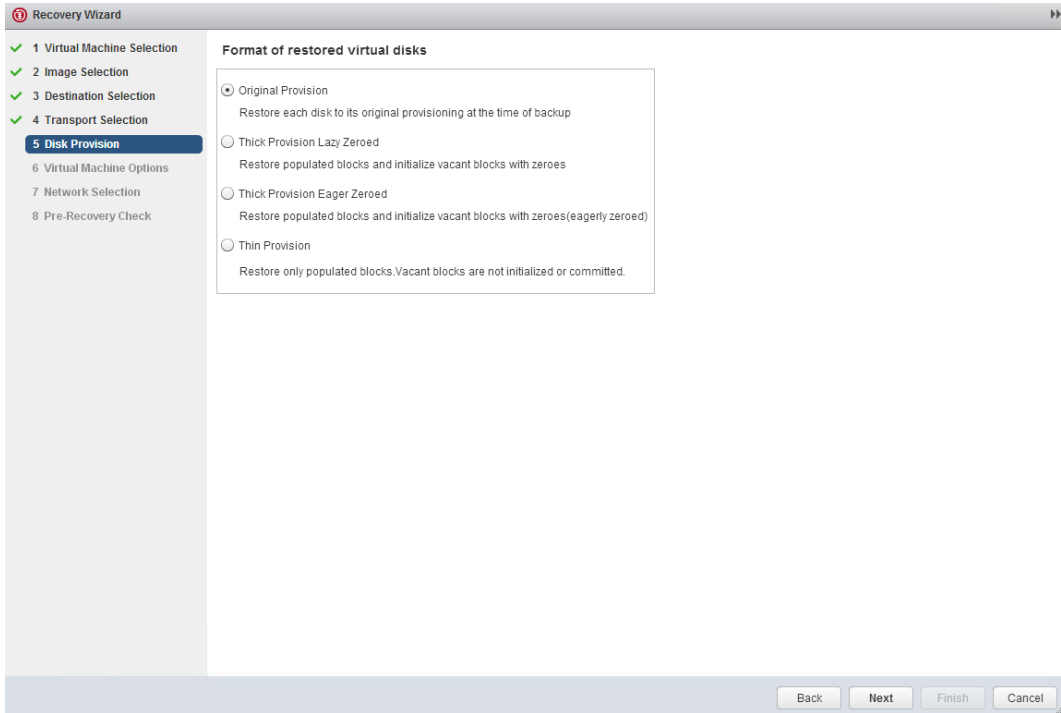 Recovery Wizard
1 Virtual Machine Selection
2 Image Selection
3 Destination Selection
4 Transport Selection
5 Disk Provision
6 Virtual Machine Options
7 Network Selection
8 Pre-Recovery Check
Format of restored virtual disks
Original Provision
Restore each disk to its original provisioning at the time of backup
Thick Provision Lazy Zeroed
Restore populated blocks and initialize vacant blocks with zeroes
Thick Provision Eager Zeroed
Restore populated blocks and initialize vacant blocks with zeroes(eagerly zeroed)
Thin Provision
Restore only populated blocks.Vacant blocks are not initialized or committed.
Back Next Finish Cancel